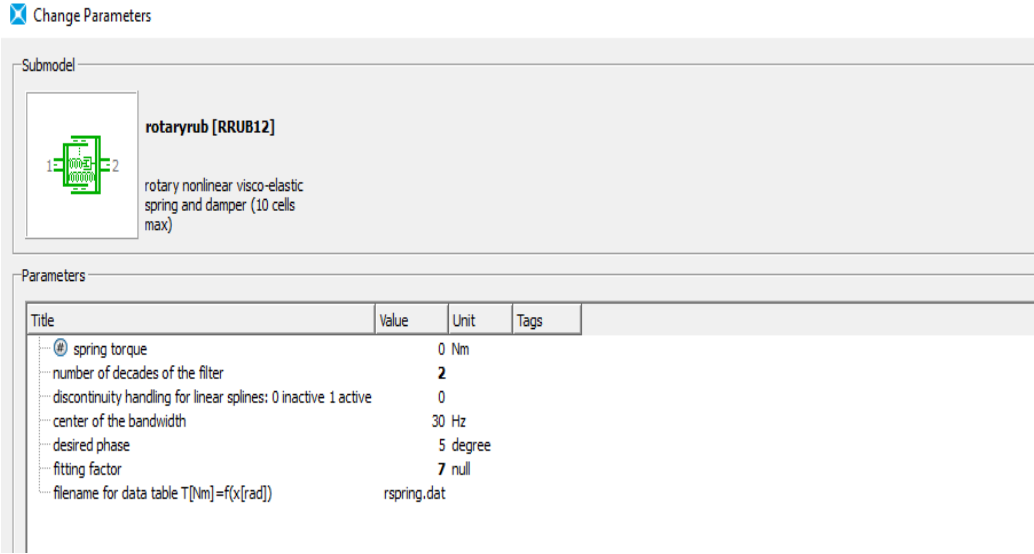 Change Parameters
Submodel
rotaryrub [RRUB12]
1 2
rotary nonlinear visco-elastic
spring and damper (10 cells
max)
Parameters
Title Value Unit Tags
# spring torque 0 Nm
number of decades of the filter 2
discontinuity handling for linear splines: 0 inactive 1 active 0
center of the bandwidth 30 Hz
desired phase 5 degree
fitting factor 7 null
filename for data table T[Nm]=f(x[rad]) rspring.dat